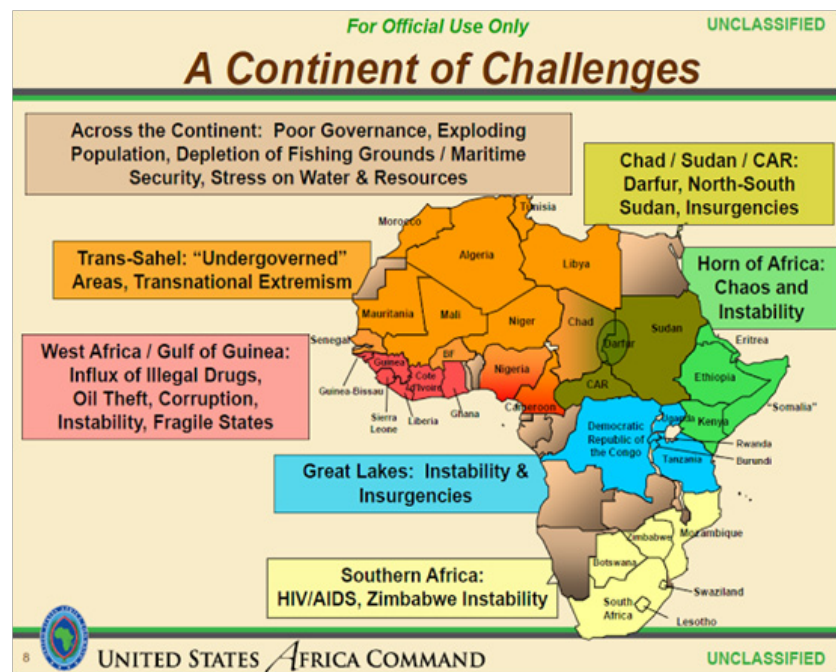 For Official Use Only
UNCLASSIFIED
A Continent of Challenges
Across the Continent: Poor Governance, Exploding
Population, Depletion of Fishing Grounds / Maritime
Security, Stress on Water & Resources
Chad / Sudan / CAR:
Darfur, North-South
Sudan, Insurgencies
Trans-Sahel: “Undergoverned”
Areas, Transnational Extremism
Horn of Africa:
Chaos and
Instability
West Africa / Gulf of Guinea:
Influx of Illegal Drugs,
Oil Theft, Corruption,
Instability, Fragile States
Great Lakes: Instability &
Insurgencies
Southern Africa:
HIV/AIDS, Zimbabwe Instability
Tunisia
Morocco
Algeria
Libya
Mauritania
Mali
Niger
Chad
Sudan
Darfur
Eritrea
Senegal
BF
Nigeria
Guinea
Cote
d'Ivoire
CAR
Ethiopia
Guinea-Bissau
Sierra
Leone
Liberia
Ghana
Cameroon
Uganda
Kenya
“Somalia”
Democratic
Republic of
the Congo
Rwanda
Burundi
Tanzania
Mozambique
Zimbabwe
Botswana
Swaziland
South
Africa
Lesotho
8
UNITED STATES AFRICA COMMAND
UNCLASSIFIED